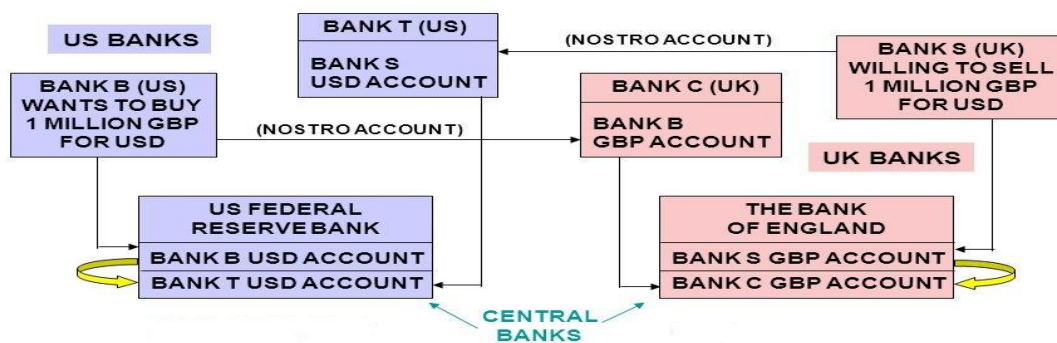 US BANKS
BANK T (US)
BANK S
USD ACCOUNT
(NOSTRO ACCOUNT)
BANK S (UK)
WILLING TO SELL
1 MILLION GBP
FOR USD
BANK B (US)
WANTS TO BUY
1 MILLION GBP
FOR USD
(NOSTRO ACCOUNT)
BANK C (UK)
BANK B
GBP ACCOUNT
UK BANKS
US FEDERAL
RESERVE BANK
BANK B USD ACCOUNT
BANK T USD ACCOUNT
THE BANK
OF ENGLAND
BANK S GBP ACCOUNT
BANK C GBP ACCOUNT
CENTRAL
BANKS